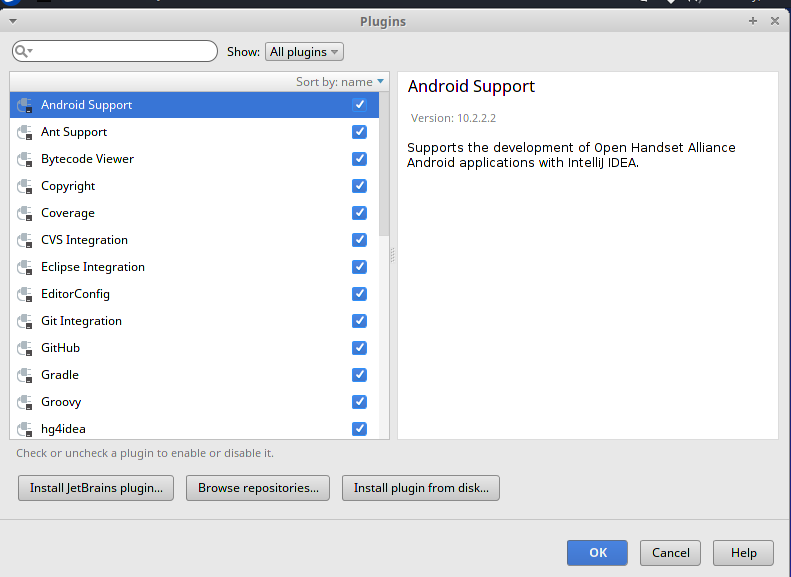 Plugins
Show: All plugins
Sort by: name
Android Support
Ant Support
Bytecode Viewer
Copyright
Coverage
CVS Integration
Eclipse Integration
EditorConfig
Git Integration
GitHub
Gradle
Groovy
hg4idea
Android Support
Version: 10.2.2.2
Supports the development of Open Handset Alliance
Android applications with IntelliJ IDEA.
Check or uncheck a plugin to enable or disable it.
Install JetBrains plugin...
Browse repositories...
Install plugin from disk...
OK
Cancel
Help